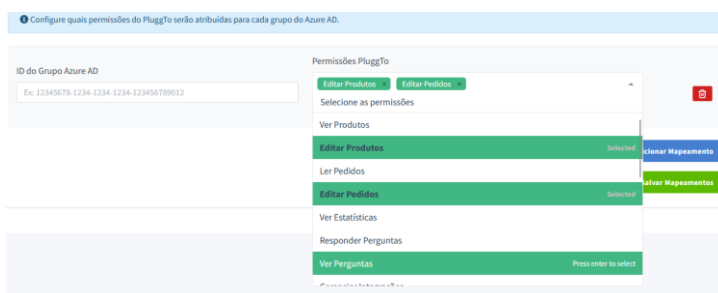 Configure quais permissões do PluggTo serão atribuídas para cada grupo do Azure AD.
ID do Grupo Azure AD
Ex: 12345678-1234-1234-1234-123456789012
Permissões PluggTo
Editar Produtos × Editar Pedidos ×
Selecione as permissões
Ver Produtos
Editar Produtos Selected
Ler Pedidos
Editar Pedidos Selected
Ver Estatísticas
Responder Perguntas
Ver Perguntas Press enter to select
cionar Mapeamento
alvar Mapeamentos